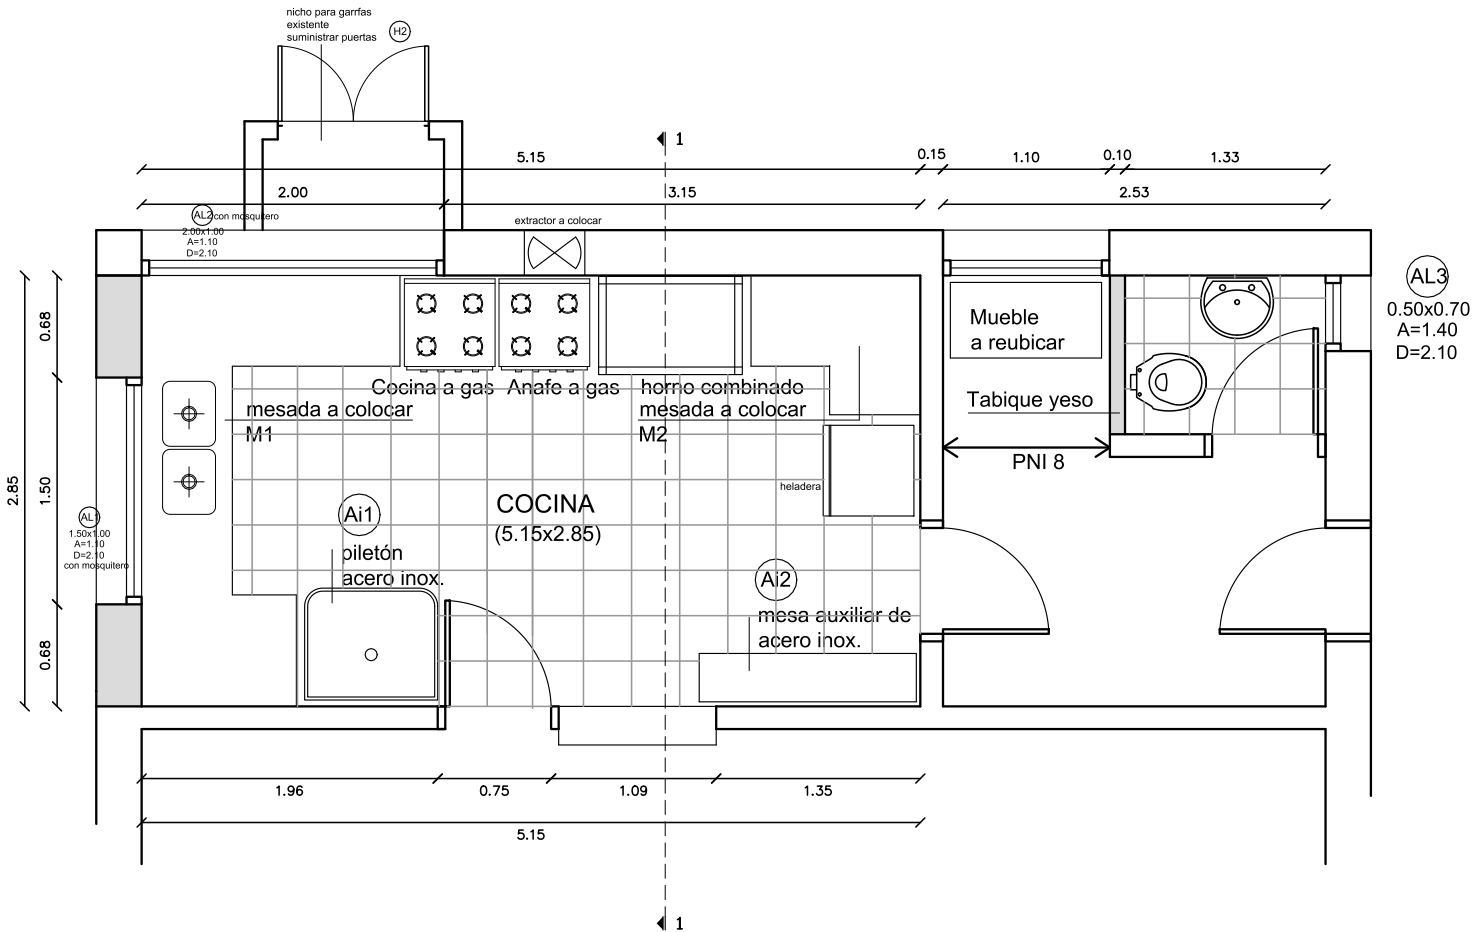 nicho para garrfas
existente
suministrar puertas
H2
1
5.15
0.15
1.10
0.10
1.33
2.00
3.15
2.53
AL2 con mosquitero
2.00x1.00
A=1.10
D=2.10
extractor a colocar
AL3
0.50x0.70
A=1.40
D=2.10
0.68
Mueble
a reubicar
Cocina a gas
Anafe a gas
horno combinado
mesada a colocar
M1
mesada a colocar
M2
Tabique yeso
PNI 8
2.85
1.50
heladera
COCINA
(5.15x2.85)
AL1
1.50x1.00
A=1.10
D=2.10
con mosquitero
Ai1
piletón
acero inox.
Ai2
mesa auxiliar de
acero inox.
0.68
1.96
0.75
1.09
1.35
5.15
1